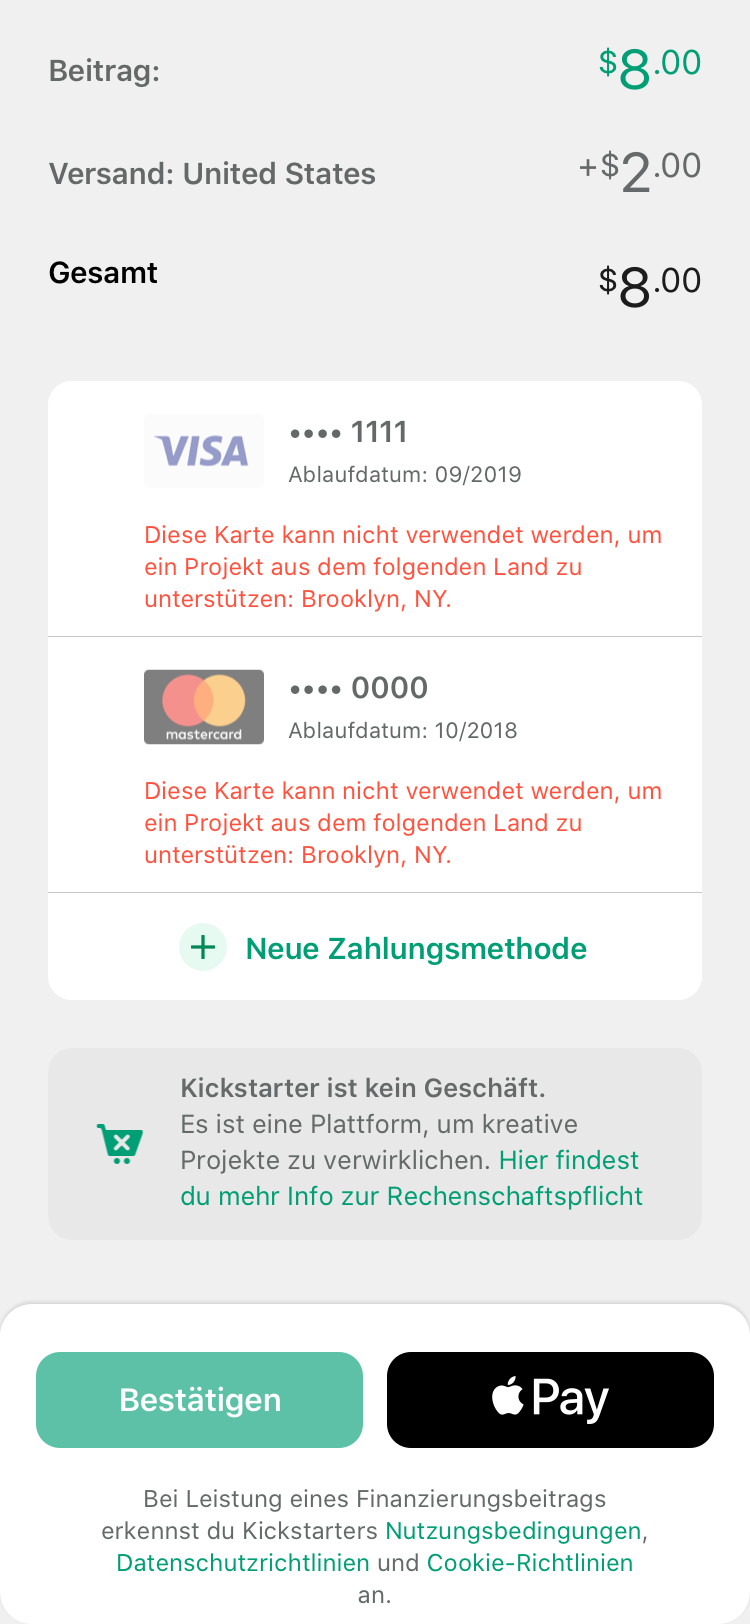 Beitrag: $8.00
Versand: United States +$2.00
Gesamt $8.00
VISA •••• 1111
Ablaufdatum: 09/2019
Diese Karte kann nicht verwendet werden, um
ein Projekt aus dem folgenden Land zu
unterstützen: Brooklyn, NY.
•••• 0000
mastercard Ablaufdatum: 10/2018
Diese Karte kann nicht verwendet werden, um
ein Projekt aus dem folgenden Land zu
unterstützen: Brooklyn, NY.
+ Neue Zahlungsmethode
Kickstarter ist kein Geschäft.
Es ist eine Plattform, um kreative
Projekte zu verwirklichen. Hier findest
du mehr Info zur Rechenschaftspflicht
Bestätigen Pay
Bei Leistung eines Finanzierungsbeitrags
erkennst du Kickstarters Nutzungsbedingungen,
Datenschutzrichtlinien und Cookie-Richtlinien
an.